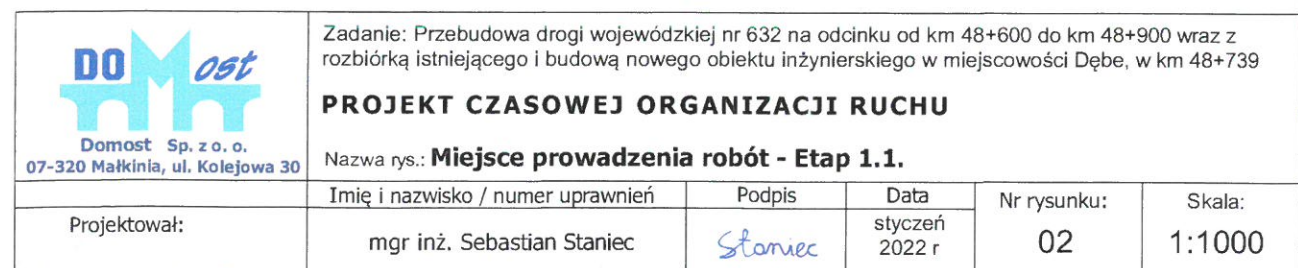 DOMost
Domost Sp. z o. o.
07-320 Małkinia, ul. Kolejowa 30
Zadanie: Przebudowa drogi wojewódzkiej nr 632 na odcinku od km 48+600 do km 48+900 wraz z
rozbiórką istniejącego i budową nowego obiektu inżynierskiego w miejscowości Dębe, w km 48+739
PROJEKT CZASOWEJ ORGANIZACJI RUCHU
Nazwa rys.: Miejsce prowadzenia robót - Etap 1.1.
Imię i nazwisko / numer uprawnień Podpis Data Nr rysunku: Skala:
Projektował: mgr inż. Sebastian Staniec Staniec styczeń
2022 r 02 1:1000